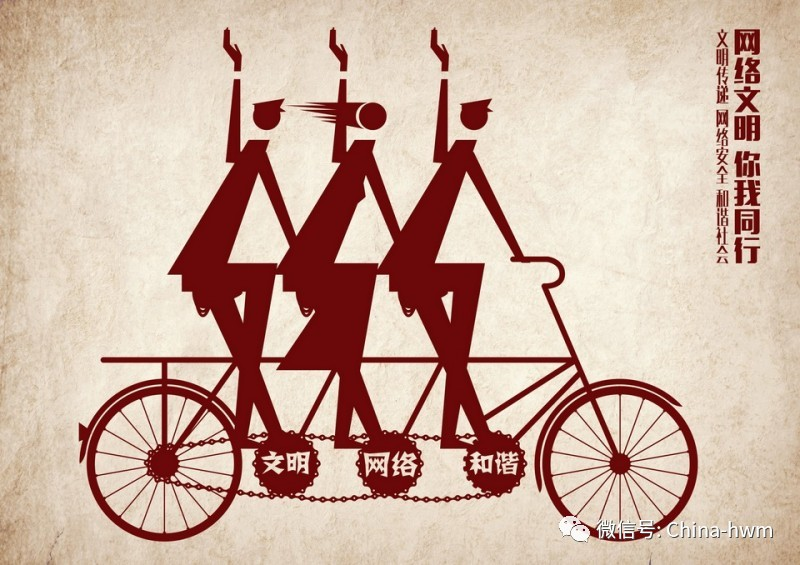 网络文明 你我同行
文明传递 网络安全 和谐社会
文明
网络
和谐
微信号: China-hwm